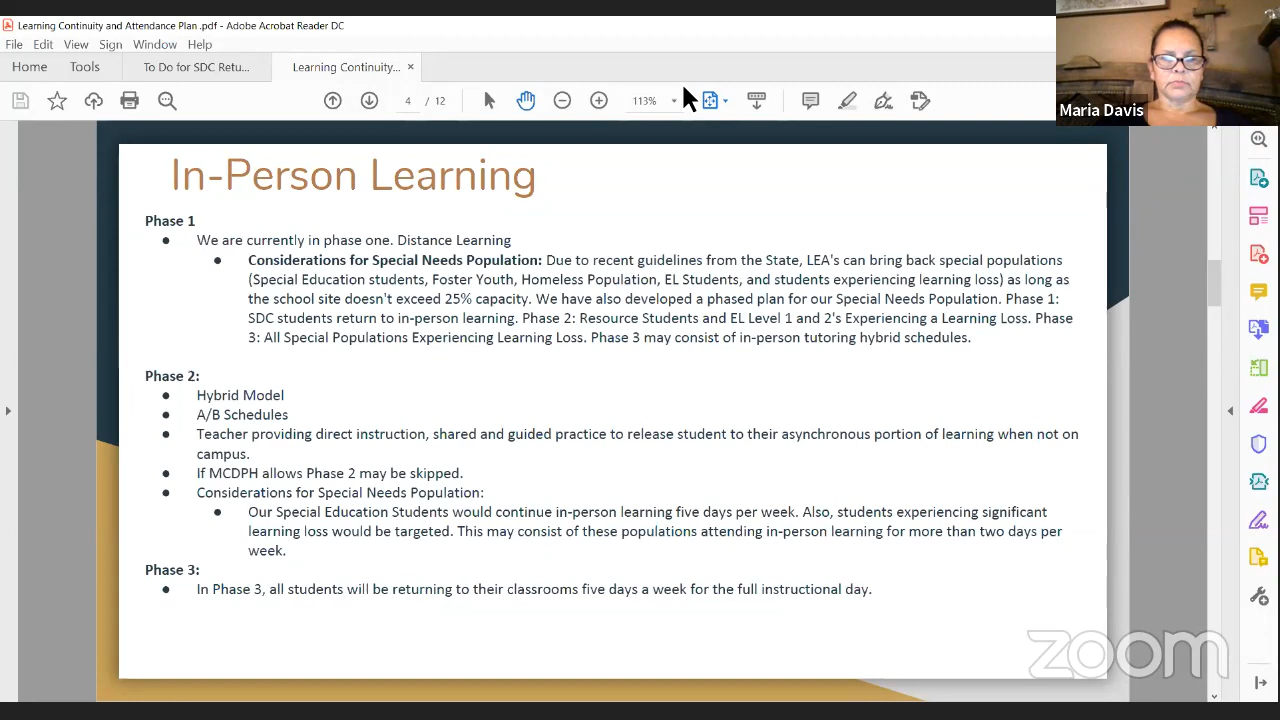 Learning Continuity and Attendance Plan .pdf - Adobe Acrobat Reader DC
File Edit View Sign Window Help
Home Tools To Do for SDC Retu... Learning Continuity... ×
4 / 12 113%
Maria Davis
In-Person Learning
Phase 1
● We are currently in phase one. Distance Learning
● Considerations for Special Needs Population: Due to recent guidelines from the State, LEA's can bring back special populations
(Special Education students, Foster Youth, Homeless Population, EL Students, and students experiencing learning loss) as long as
the school site doesn't exceed 25% capacity. We have also developed a phased plan for our Special Needs Population. Phase 1:
SDC students return to in-person learning. Phase 2: Resource Students and EL Level 1 and 2's Experiencing a Learning Loss. Phase
3: All Special Populations Experiencing Learning Loss. Phase 3 may consist of in-person tutoring hybrid schedules.
Phase 2:
● Hybrid Model
● A/B Schedules
● Teacher providing direct instruction, shared and guided practice to release student to their asynchronous portion of learning when not on
campus.
● If MCDPH allows Phase 2 may be skipped.
● Considerations for Special Needs Population:
● Our Special Education Students would continue in-person learning five days per week. Also, students experiencing significant
learning loss would be targeted. This may consist of these populations attending in-person learning for more than two days per
week.
Phase 3:
● In Phase 3, all students will be returning to their classrooms five days a week for the full instructional day.
zoom